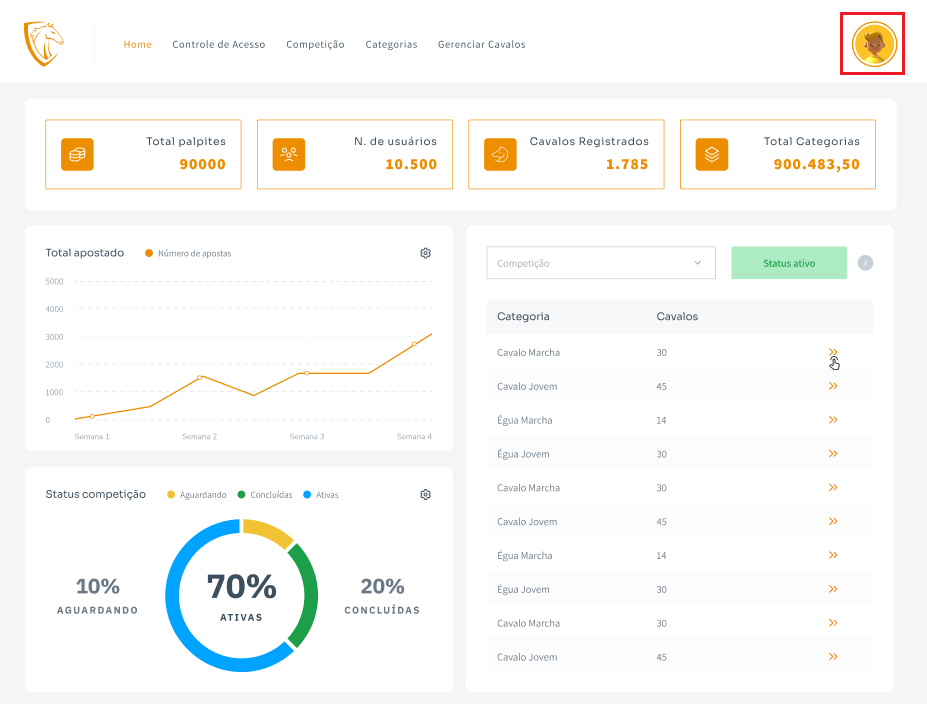 Home Controle de Acesso Competição Categorias Gerenciar Cavalos
Total palpites
90000
N. de usuários
10.500
Cavalos Registrados
1.785
Total Categorias
900.483,50
Total apostado Número de apostas
5000
4000
3000
2000
1000
0
Semana 1 Semana 2 Semana 3 Semana 4
Status competição Aguardando Concluídas Ativas
10%
AGUARDANDO
70%
ATIVAS
20%
CONCLUÍDAS
Competição Status ativo i
Categoria Cavalos
Cavalo Marcha 30
Cavalo Jovem 45
Égua Marcha 14
Égua Jovem 30
Cavalo Marcha 30
Cavalo Jovem 45
Égua Marcha 14
Égua Jovem 30
Cavalo Marcha 30
Cavalo Jovem 45